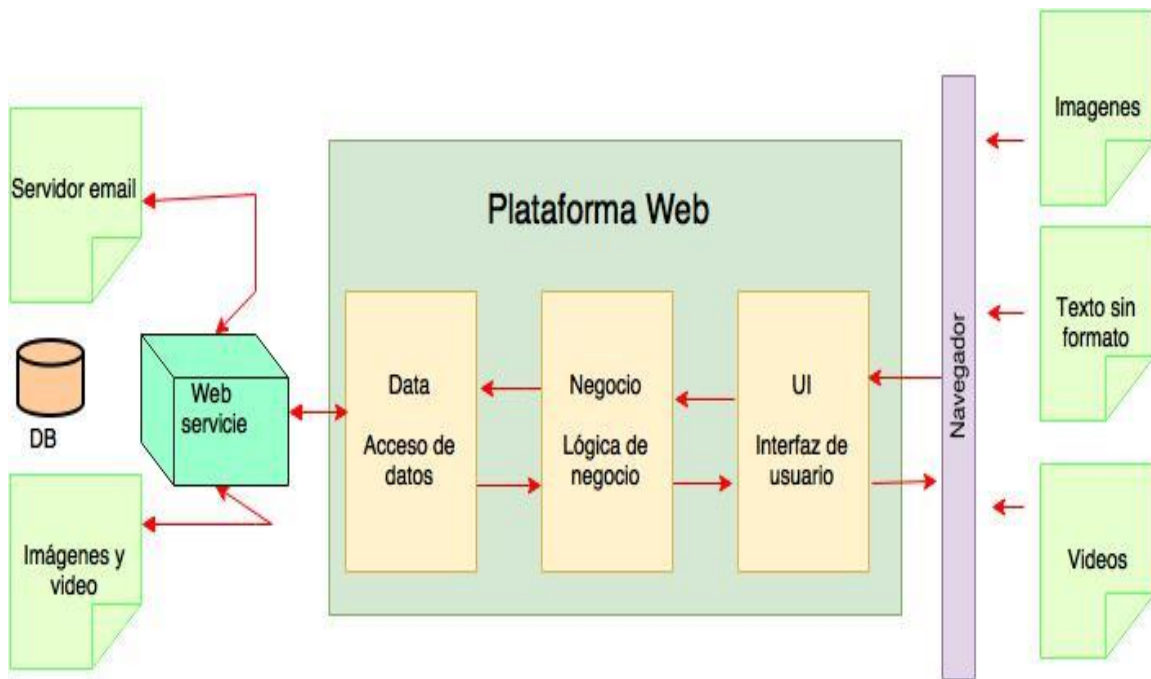 Servidor email
DB
Imágenes y
video
Web
servicie
Plataforma Web
Data
Acceso de
datos
Negocio
Lógica de
negocio
UI
Interfaz de
usuario
Navegador
Imagenes
Texto sin
formato
Videos